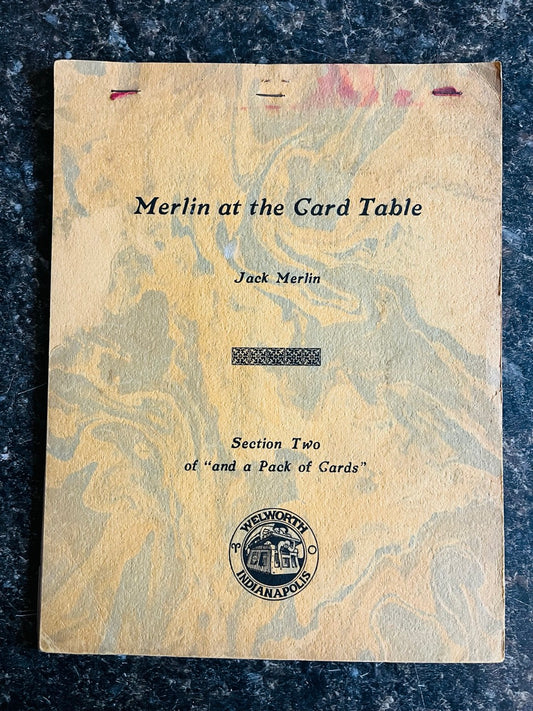 Merlin at the Card Table
Jack Merlin
Section Two
of “and a Pack of Cards”
WELWORTH
INDIANAPOLIS